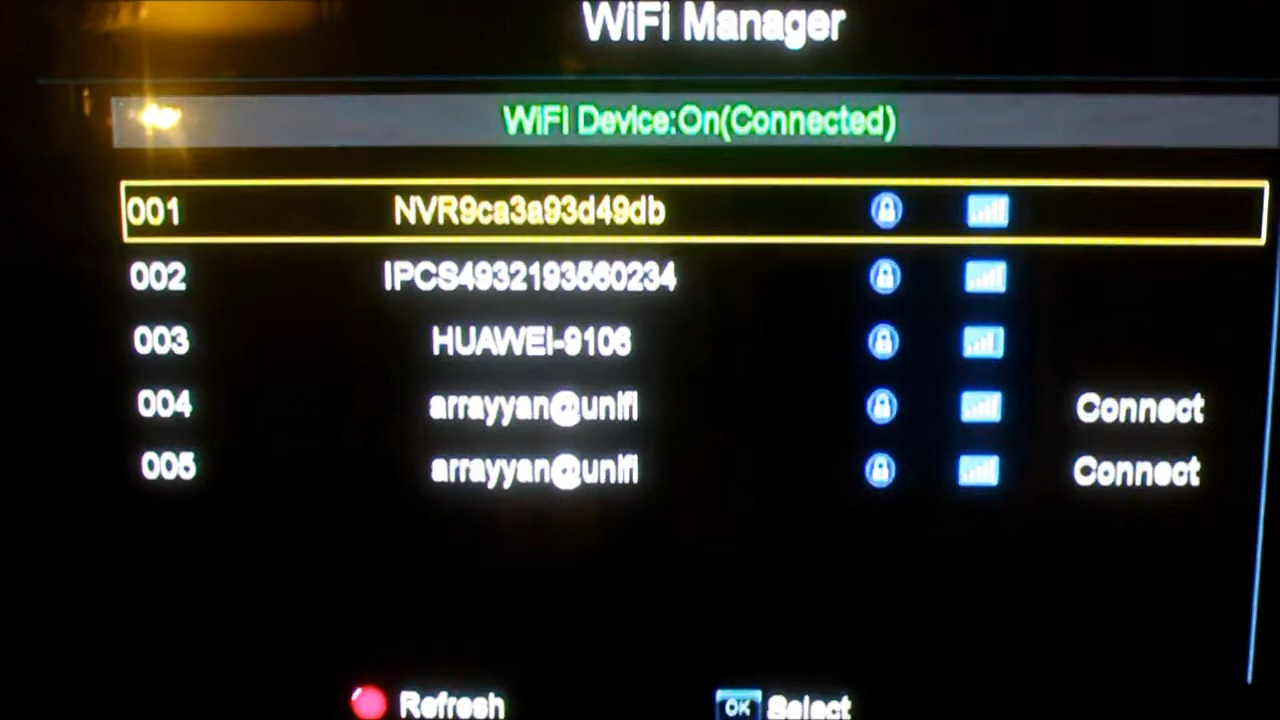 WiFi Manager
WiFi Device:On(Connected)
001 NVR9ca3a93d49db
002 IPCS4932193560234
003 HUAWEI-9106
004 arrayyan@unifi Connect
005 arrayyan@unifi Connect
Refresh OK Select